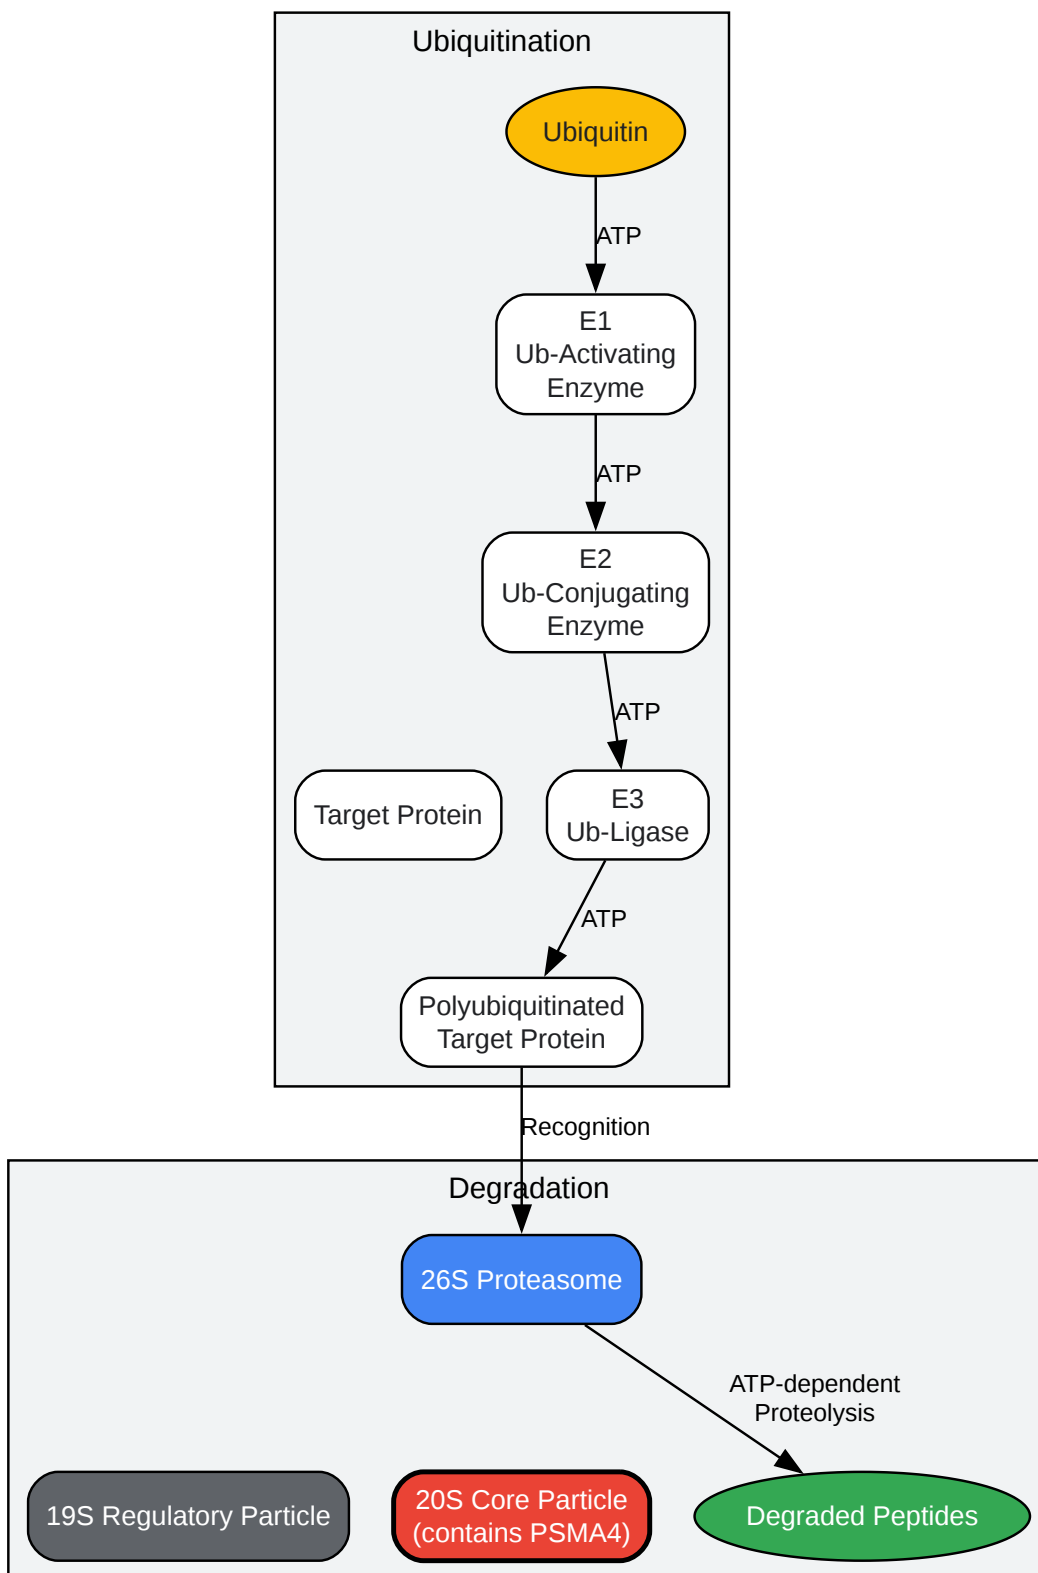 Ubiquitination
Ubiquitin
ATP
E1
Ub-Activating
Enzyme
ATP
E2
Ub-Conjugating
Enzyme
ATP
Target Protein
E3
Ub-Ligase
ATP
Polyubiquitinated
Target Protein
Recognition
Degradation
26S Proteasome
ATP-dependent
Proteolysis
19S Regulatory Particle
20S Core Particle
(contains PSMA4)
Degraded Peptides